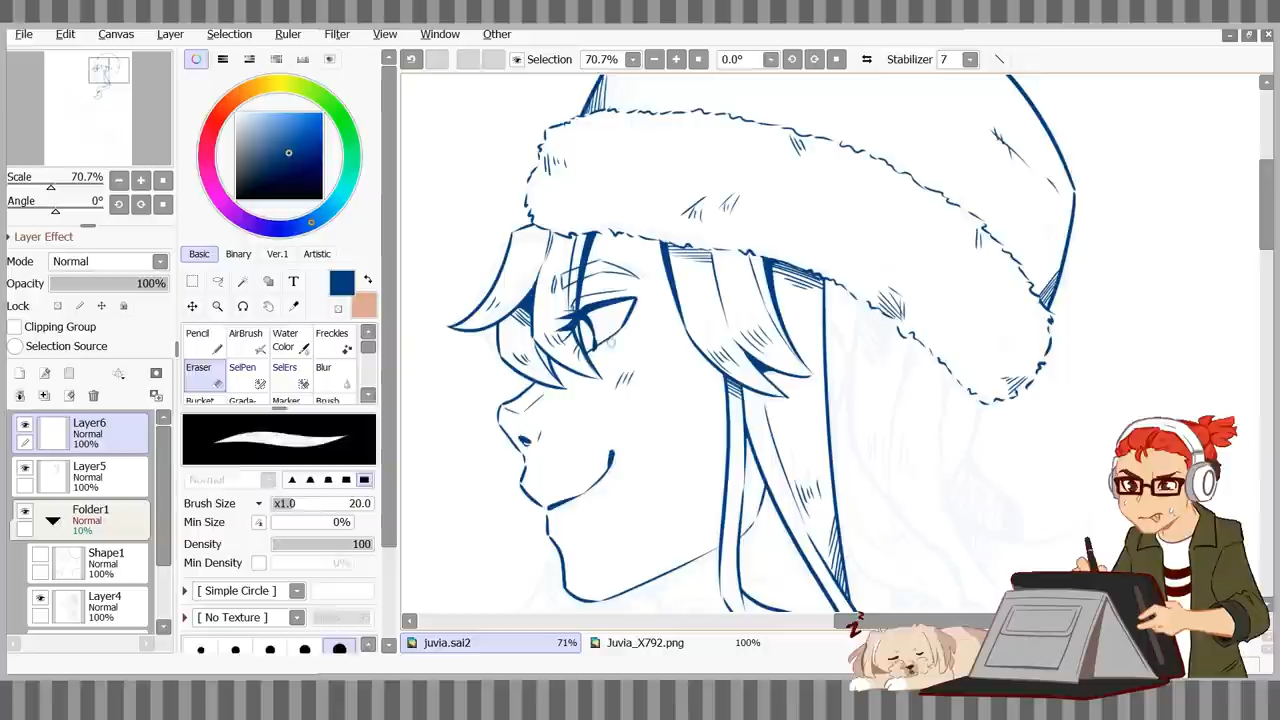 File Edit Canvas Layer Selection Ruler Filter View Window Other
Selection 70.7% 0.0° Stabilizer 7
Scale 70.7%
Angle 0°
Layer Effect
Mode Normal
Opacity 100%
Lock
Clipping Group
Selection Source
Layer6
Normal
100%
Layer5
Normal
100%
Folder1
Normal
10%
Shape1
100%
Layer4
Normal
100%
Basic Binary Ver.1 Artistic
T
Pencil AirBrush Water Color Freckles
Eraser SelPen SelErs Blur
Bucket Grada- Marker Brush
Normal
Brush Size x1.0 20.0
Min Size 0%
Density 100
Min Density 0%
[ Simple Circle ]
[ No Texture ]
juvia.sai2 71% Juvia_X792.png 100%
z
z